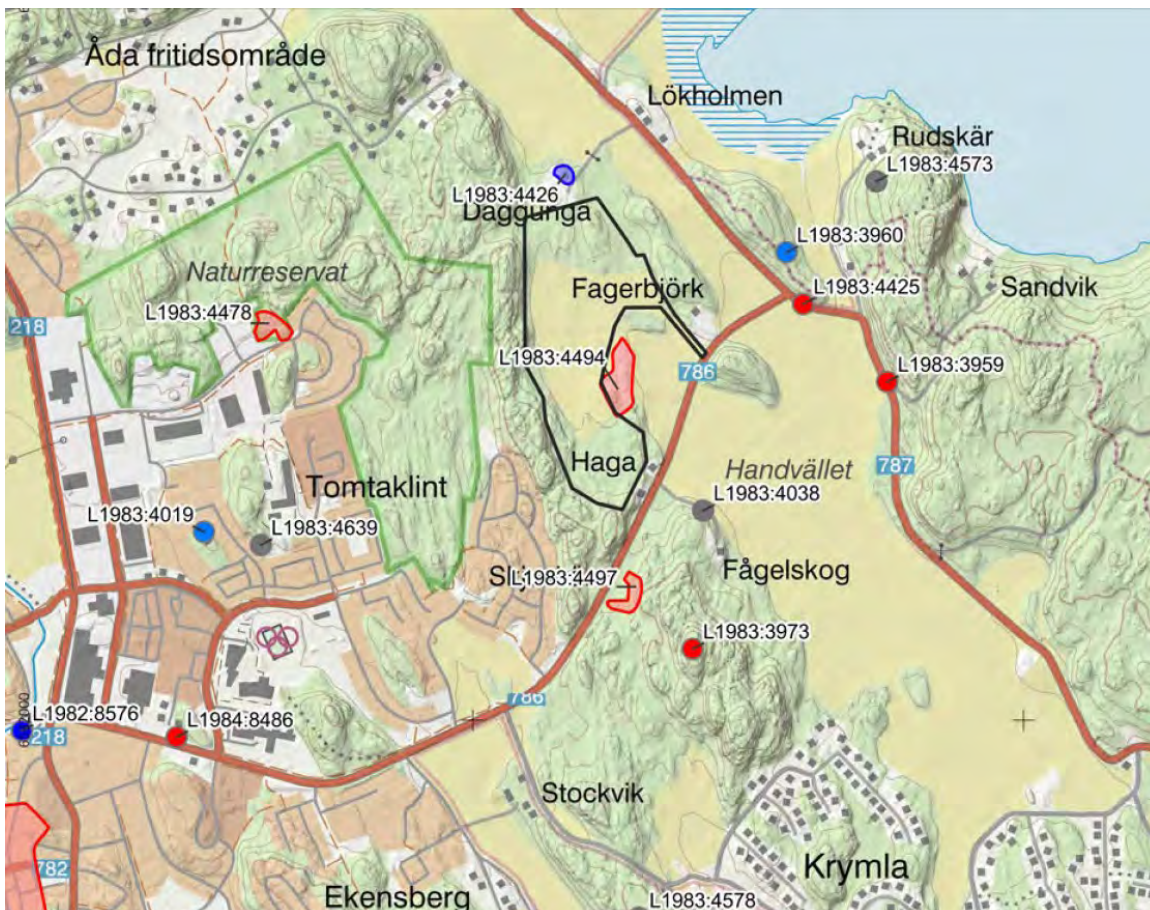 Åda fritidsområde
Lökholmen
Rudskär
L1983:4573
L1983:4426
Daggunga
L1983:3960
Naturreservat
Fagerbjörk
L1983:4425
Sandvik
L1983:4478
218
L1983:4494
786
L1983:3959
Haga
Handvället
787
Tomtaklint
L1983:4038
L1983:4019
L1983:4639
L1983:4497
Fågelskog
L1983:3973
786
L1982:8576
L1984:8486
218
Stockvik
782
Krymla
Ekensberg
L1983:4578